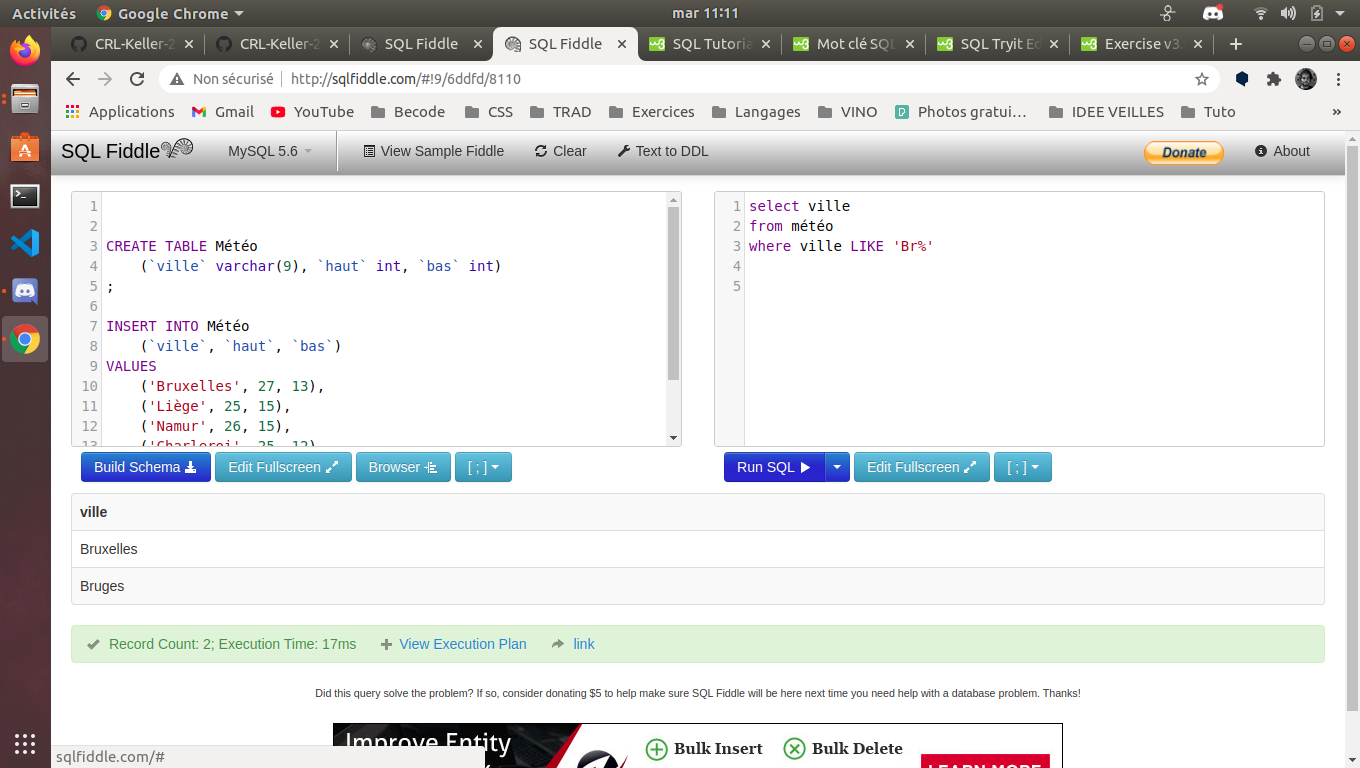 Activités Google Chrome mar 11:11
CRL-Keller-2 CRL-Keller-2 SQL Fiddle SQL Fiddle SQL Tutoria Mot clé SQL SQL Tryit Ed Exercise v3.
Non sécurisé http://sqlfiddle.com/#!9/6ddfd/8110
Applications Gmail YouTube Becode CSS TRAD Exercices Langages VINO Photos gratui… IDEE VEILLES Tuto »
SQL Fiddle MySQL 5.6 View Sample Fiddle Clear Text to DDL Donate About
1
2
3 CREATE TABLE Météo
4 (`ville` varchar(9), `haut` int, `bas` int)
5 ;
6
7 INSERT INTO Météo
8 (`ville`, `haut`, `bas`)
9 VALUES
10 ('Bruxelles', 27, 13),
11 ('Liège', 25, 15),
12 ('Namur', 26, 15),
13 ('Charleroi', 25, 12)
1 select ville
2 from météo
3 where ville LIKE 'Br%'
4
5
Build Schema Edit Fullscreen Browser [ ; ]
Run SQL Edit Fullscreen [ ; ]
ville
Bruxelles
Bruges
Record Count: 2; Execution Time: 17ms View Execution Plan link
Did this query solve the problem? If so, consider donating $5 to help make sure SQL Fiddle will be here next time you need help with a database problem. Thanks!
Improve Entity Bulk Insert Bulk Delete
LEARN MORE
sqlfiddle.com/#